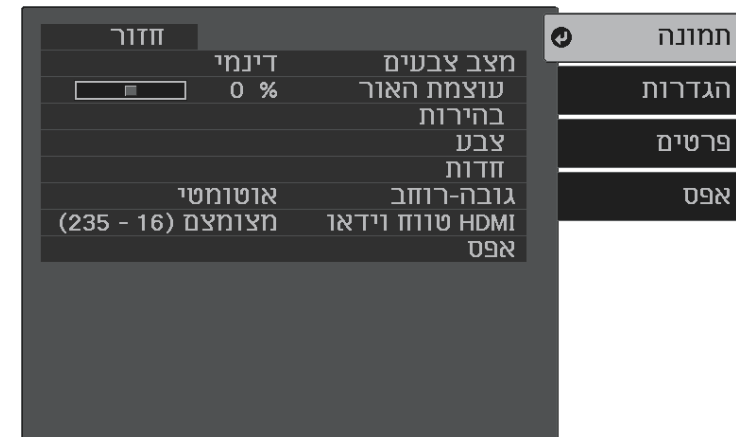 תמונה
הגדרות
פרטים
אפס
חזור
מצב צבעים דינמי
עוצמת האור 0 %
בהירות
צבע
חדות
גובה-רוחב אוטומטי
HDMI טווח וידאו מצומצם (16 - 235)
אפס